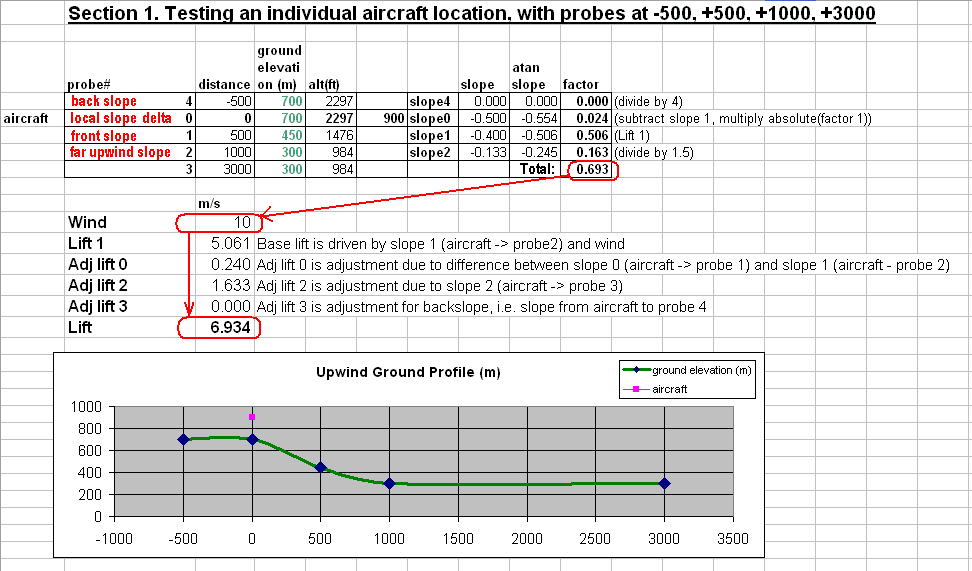 Section 1. Testing an individual aircraft location, with probes at -500, +500, +1000, +3000
ground
elevati atan
probe# distance on (m) alt(ft) slope slope factor
back slope 4 -500 700 2297 slope4 0.000 0.000 0.000 (divide by 4)
aircraft local slope delta 0 0 700 2297 900 slope0 -0.500 -0.554 0.024 (subtract slope 1, multiply absolute(factor 1))
front slope 1 500 450 1476 slope1 -0.400 -0.506 0.506 (Lift 1)
far upwind slope 2 1000 300 984 slope2 -0.133 -0.245 0.163 (divide by 1.5)
3 3000 300 984 Total: 0.693
m/s
Wind 10
Lift 1 5.061 Base lift is driven by slope 1 (aircraft -> probe2) and wind
Adj lift 0 0.240 Adj lift 0 is adjustment due to difference between slope 0 (aircraft -> probe 1) and slope 1 (aircraft - probe 2)
Adj lift 2 1.633 Adj lift 2 is adjustment due to slope 2 (aircraft -> probe 3)
Adj lift 3 0.000 Adj lift 3 is adjustment for backslope, i.e. slope from aircraft to probe 4
Lift 6.934
Upwind Ground Profile (m)
ground elevation (m)
aircraft
1000
800
600
400
200
0
-1000 -500 0 500 1000 1500 2000 2500 3000 3500